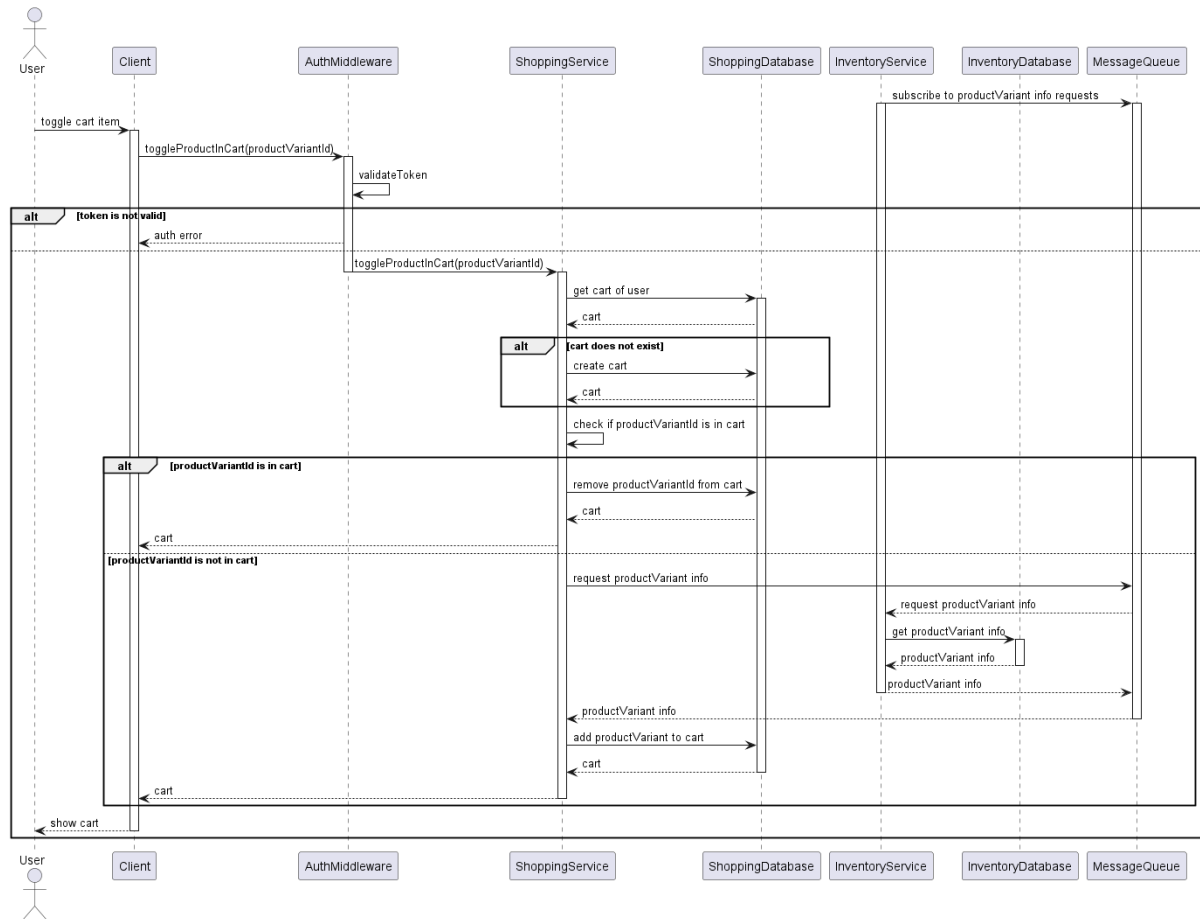 User
Client
AuthMiddleware
ShoppingService
ShoppingDatabase
InventoryService
InventoryDatabase
MessageQueue
subscribe to productVariant info requests
toggle cart item
toggleProductInCart(productVariantId)
validateToken
alt
[token is not valid]
auth error
toggleProductInCart(productVariantId)
get cart of user
cart
alt
[cart does not exist]
create cart
cart
check if productVariantId is in cart
alt
[productVariantId is in cart]
remove productVariantId from cart
cart
cart
[productVariantId is not in cart]
request productVariant info
request productVariant info
get productVariant info
productVariant info
productVariant info
productVariant info
add productVariant to cart
cart
cart
show cart
User
Client
AuthMiddleware
ShoppingService
ShoppingDatabase
InventoryService
InventoryDatabase
MessageQueue